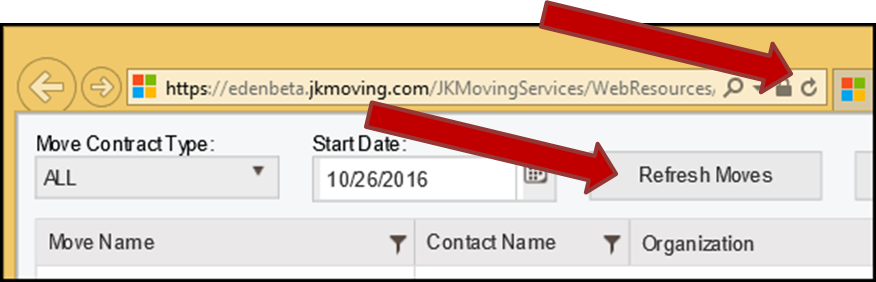 https://edenbeta.jkmoving.com/JKMovingServices/WebResources/
Move Contract Type:
Start Date:
ALL
10/26/2016
Refresh Moves
Move Name
Contact Name
Organization